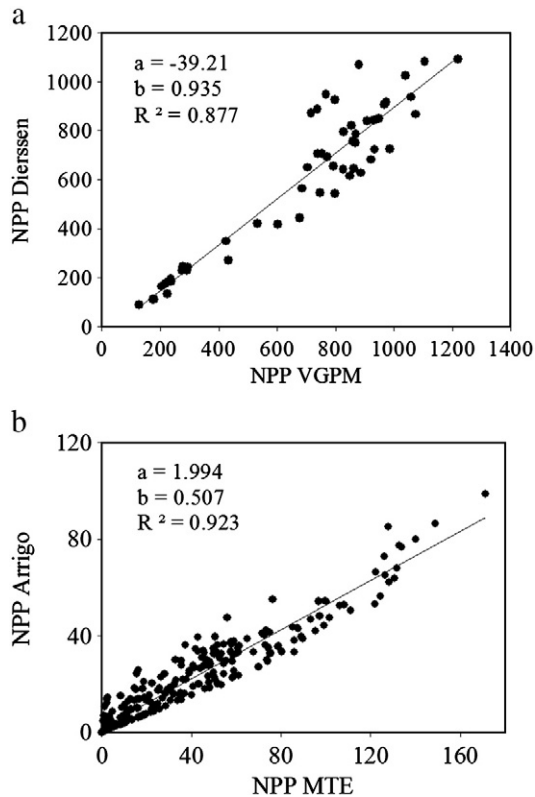 a
1200
1000
800
600
400
200
0
NPP Dierssen
a = -39.21
b = 0.935
R ² = 0.877
0 200 400 600 800 1000 1200 1400
NPP VGPM
b
120
80
40
0
NPP Arrigo
a = 1.994
b = 0.507
R ² = 0.923
0 40 80 120 160
NPP MTE